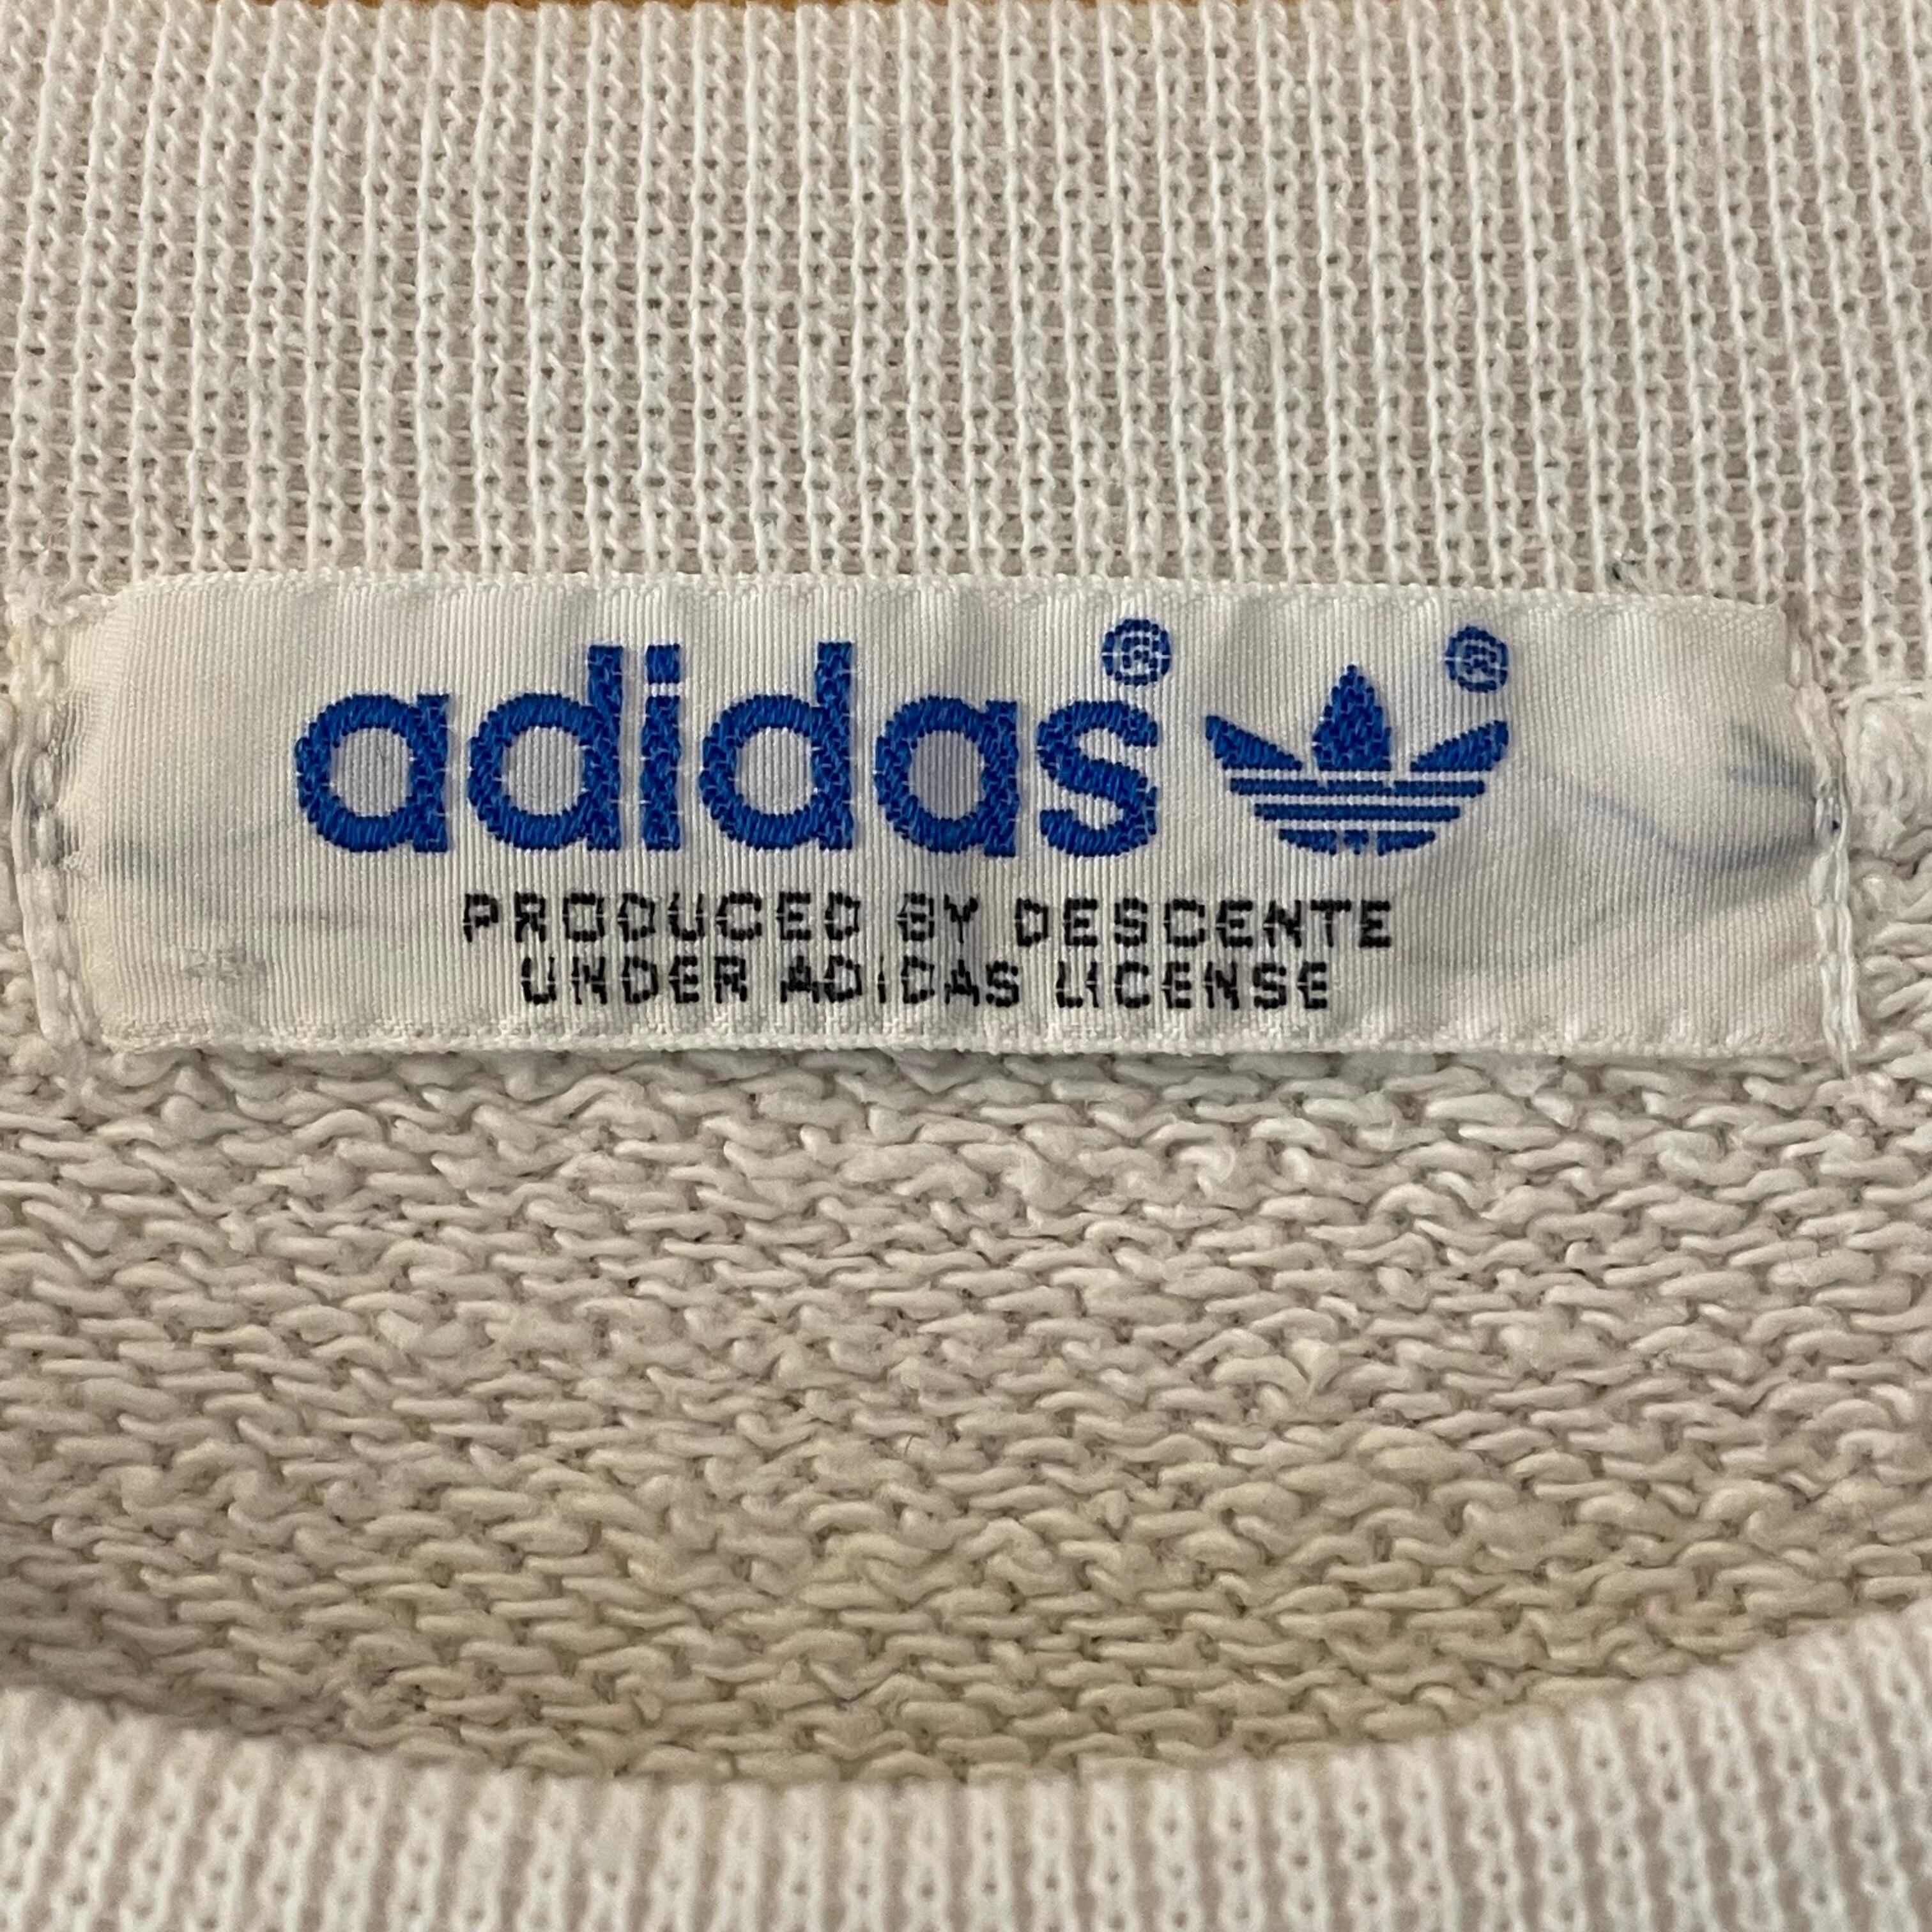 adidas® ®
PRODUCED BY DESCENTE
UNDER ADIDAS LICENSE